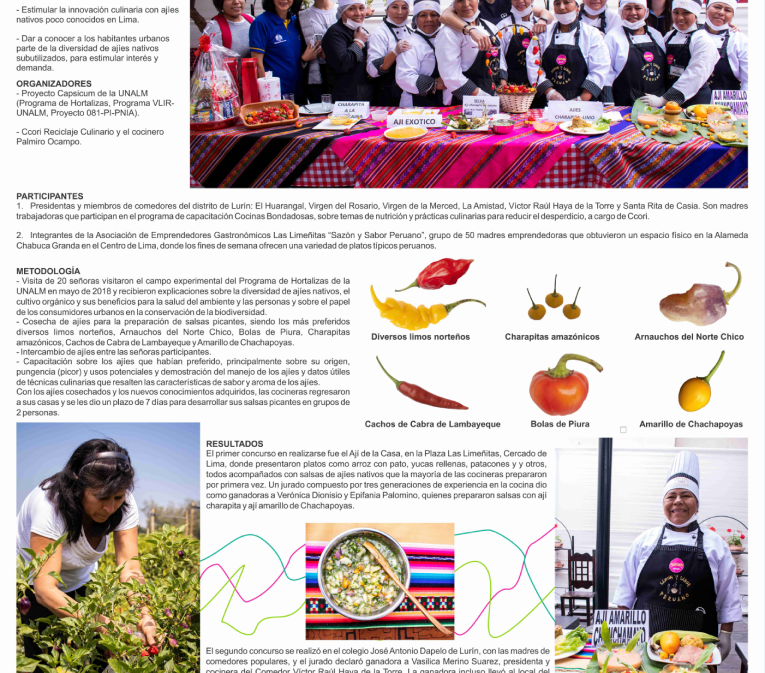 - Estimular la innovación culinaria con ajíes
nativos poco conocidos en Lima.
- Dar a conocer a los habitantes urbanos
parte de la diversidad de ajíes nativos
subutilizados, para estimular interés y
demanda.
ORGANIZADORES
- Proyecto Capsicum de la UNALM
(Programa de Hortalizas, Programa VLIR-
UNALM, Proyecto 081-PI-PNIA).
- Ccori Reciclaje Culinario y el cocinero
Palmiro Ocampo.
CHARAPITA
A LA
AJI EXOTICO
AJIES
AJI AMARILLO
PARTICIPANTES
1. Presidentas y miembros de comedores del distrito de Lurín: El Huarangal, Virgen del Rosario, Virgen de la Merced, La Amistad, Víctor Raúl Haya de la Torre y Santa Rita de Casia. Son madres
trabajadoras que participan en el programa de capacitación Cocinas Bondadosas, sobre temas de nutrición y prácticas culinarias para reducir el desperdicio, a cargo de Ccori.
2. Integrantes de la Asociación de Emprendedores Gastronómicos Las Limeñitas "Sazón y Sabor Peruano", grupo de 50 madres emprendedoras que obtuvieron un espacio físico en la Alameda
Chabuca Granda en el Centro de Lima, donde los fines de semana ofrecen una variedad de platos típicos peruanos.
METODOLOGÍA
- Visita de 20 señoras visitaron el campo experimental del Programa de Hortalizas de la
UNALM en mayo de 2018 y recibieron explicaciones sobre la diversidad de ajíes nativos, el
cultivo orgánico y sus beneficios para la salud del ambiente y las personas y sobre el papel
de los consumidores urbanos en la conservación de la biodiversidad.
- Cosecha de ajíes para la preparación de salsas picantes, siendo los más preferidos
diversos limos norteños, Arnauchos del Norte Chico, Bolas de Piura, Charapitas
amazónicos, Cachos de Cabra de Lambayeque y Amarillo de Chachapoyas.
- Intercambio de ajíes entre las señoras participantes.
- Capacitación sobre los ajíes que habían preferido, principalmente sobre su origen,
pungencia (picor) y usos potenciales y demostración del manejo de los ajíes y datos útiles
de técnicas culinarias que resalten las características de sabor y aroma de los ajíes.
Con los ajíes cosechados y los nuevos conocimientos adquiridos, las cocineras regresaron
a sus casas y se les dio un plazo de 7 días para desarrollar sus salsas picantes en grupos de
2 personas.
Diversos limos norteños
Charapitas amazónicos
Arnauchos del Norte Chico
Cachos de Cabra de Lambayeque
Bolas de Piura
Amarillo de Chachapoyas
RESULTADOS
El primer concurso en realizarse fue el Ají de la Casa, en la Plaza Las Limeñitas, Cercado de
Lima, donde presentaron platos como arroz con pato, yucas rellenas, patacones y y otros,
todos acompañados con salsas de ajíes nativos que la mayoría de las cocineras prepararon
por primera vez. Un jurado compuesto por tres generaciones de experiencia en la cocina dio
como ganadoras a Verónica Dionisio y Epifania Palomino, quienes prepararon salsas con ají
charapita y ají amarillo de Chachapoyas.
AJI AMARILLO
El segundo concurso se realizó en el colegio José Antonio Dapelo de Lurín, con las madres de
comedores populares, y el jurado declaró ganadora a Vasilica Merino Suarez, presidenta y
cocinera del Comedor Víctor Raúl Haya de la Torre. La ganadora incluso llevó al local del